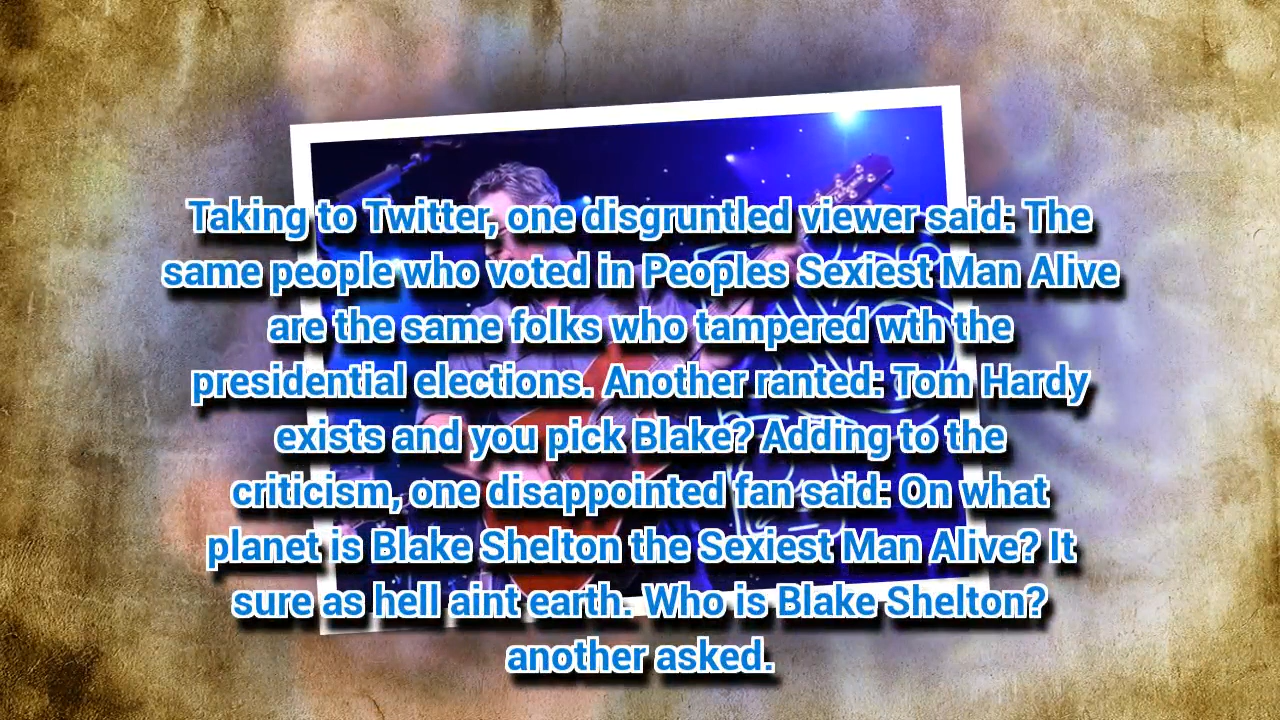 Taking to Twitter, one disgruntled viewer said: The
same people who voted in Peoples Sexiest Man Alive
are the same folks who tampered wth the
presidential elections. Another ranted: Tom Hardy
exists and you pick Blake? Adding to the
criticism, one disappointed fan said: On what
planet is Blake Shelton the Sexiest Man Alive? It
sure as hell aint earth. Who is Blake Shelton?
another asked.